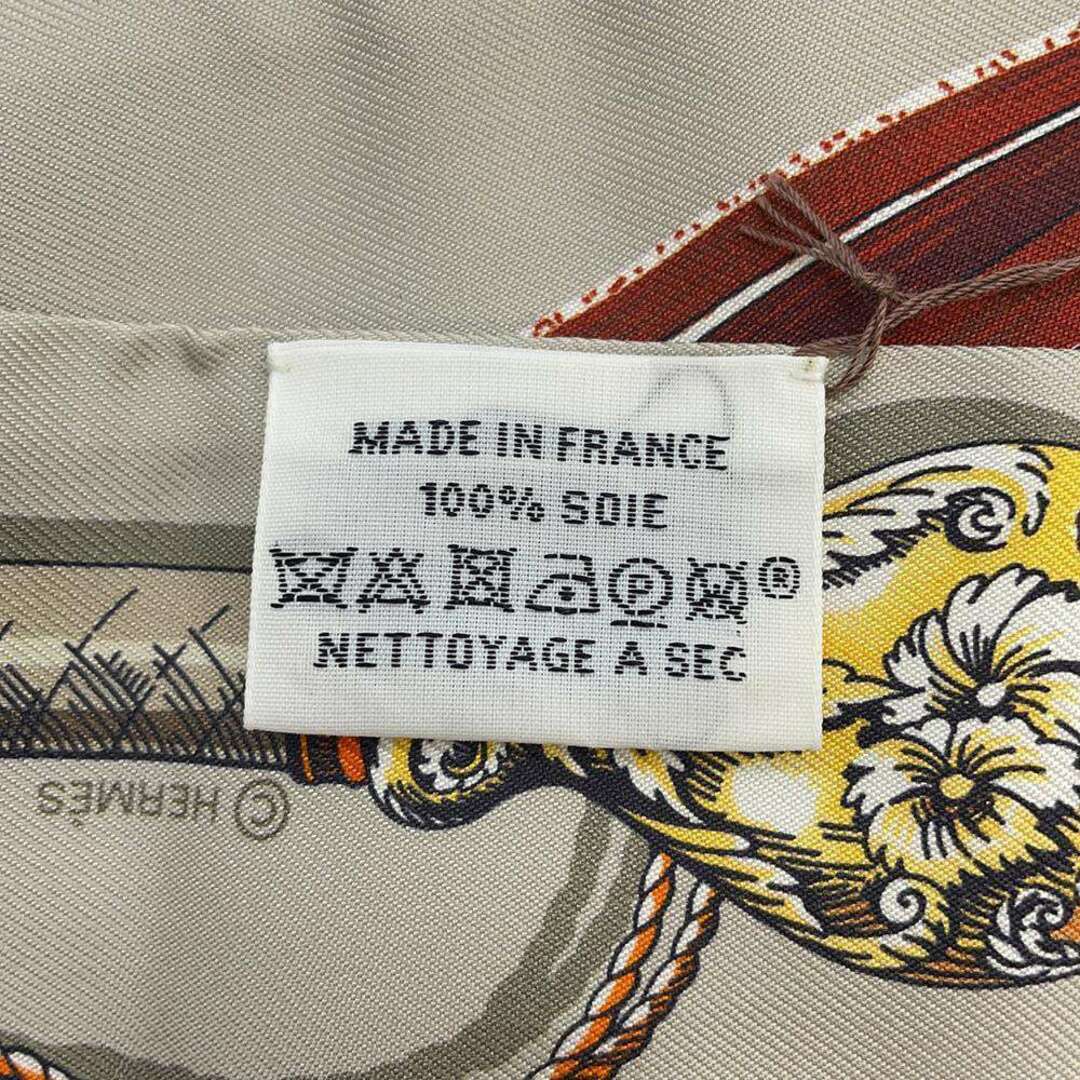 MADE IN FRANCE
100% SOIE
P ®
NETTOYAGE A SEC
© HERMÈS